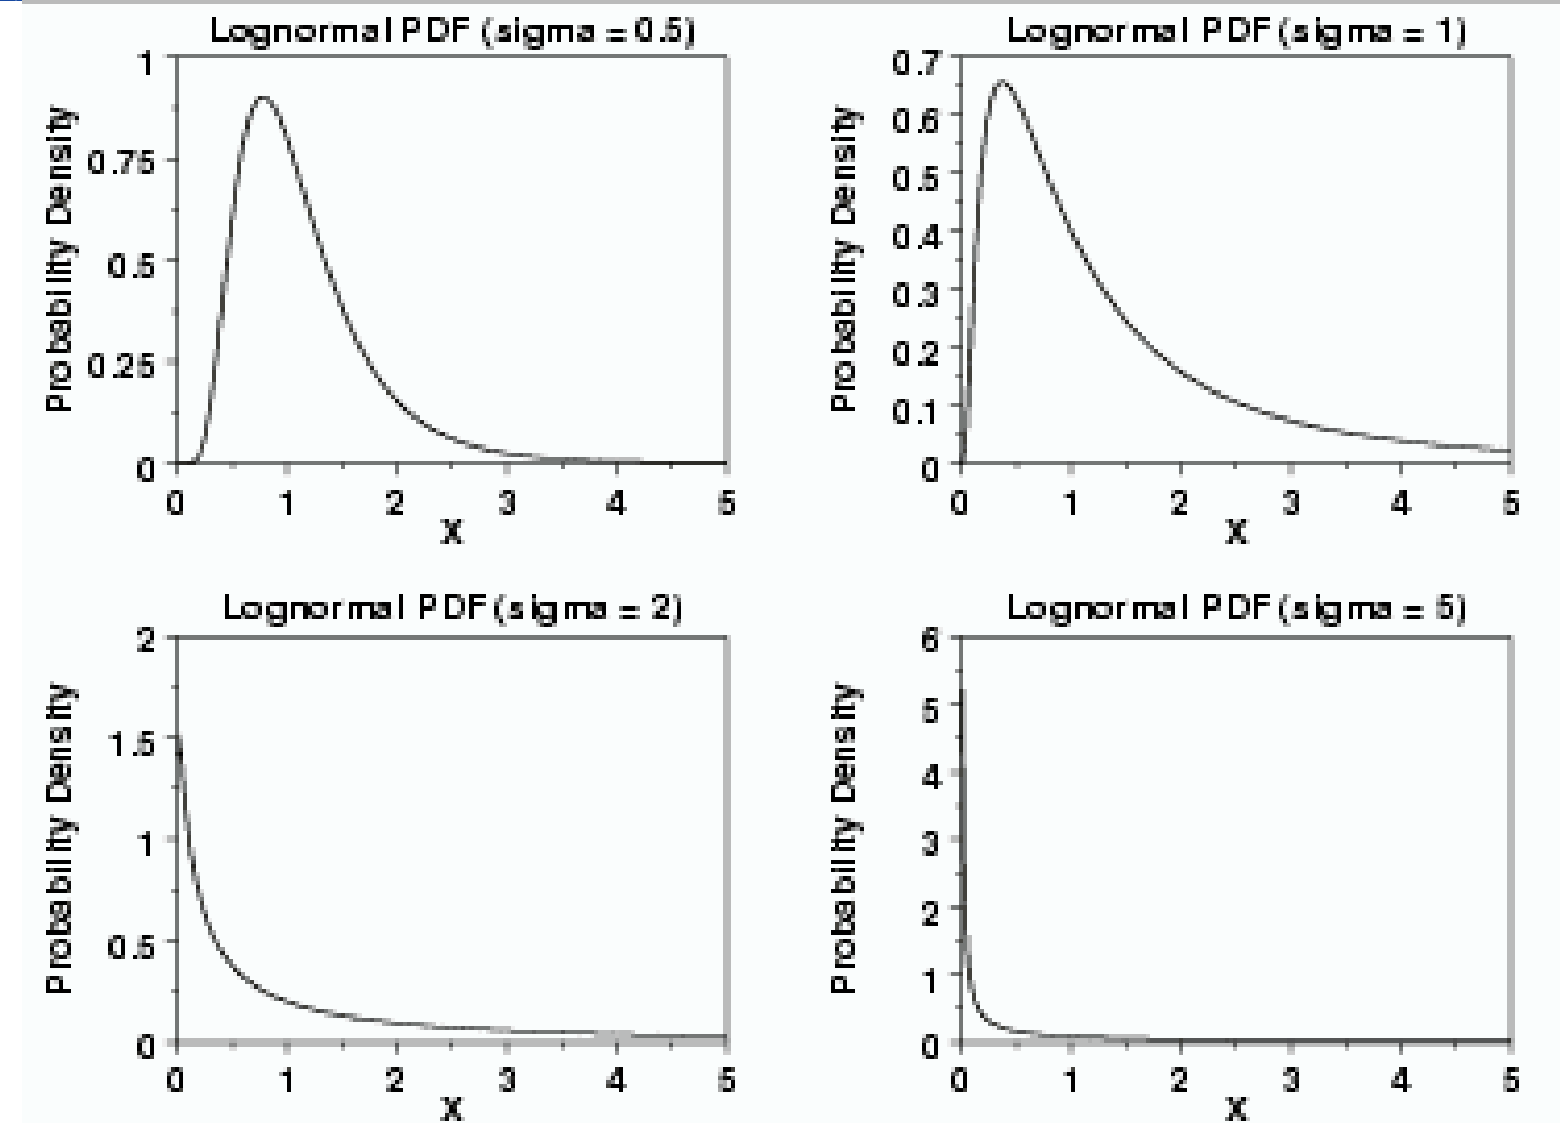 Lognormal PDF (sigma = 0.5)
Probability Density
1
0.75
0.5
0.25
0
0 1 2 3 4 5
X
Lognormal PDF (sigma = 1)
Probability Density
0.7
0.6
0.5
0.4
0.3
0.2
0.1
0
0 1 2 3 4 5
X
Lognormal PDF (sigma = 2)
Probability Density
2
1.5
1
0.5
0
0 1 2 3 4 5
X
Lognormal PDF (sigma = 5)
Probability Density
6
5
4
3
2
1
0
0 1 2 3 4 5
X